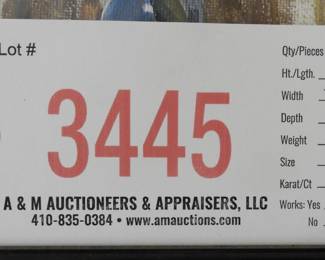 Lot #
3445
A & M AUCTIONEERS & APPRAISERS, LLC
410-835-0384 • www.amauctions.com
Qty/Pieces
Ht./Lgth.
Width
Depth
Weight
Size
Karat/Ct
Works: Yes
No